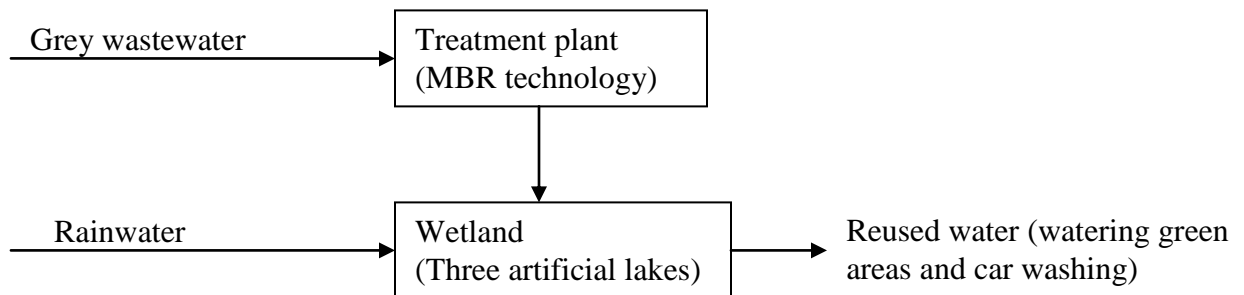 Grey wastewater
Treatment plant
(MBR technology)
Rainwater
Wetland
(Three artificial lakes)
Reused water (watering green
areas and car washing)